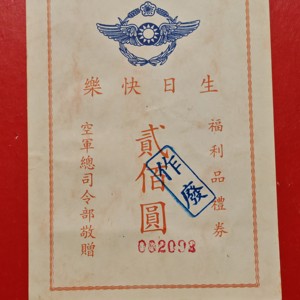 生日快樂
福利品禮券
貳佰圓
作廢
空軍總司令部敬贈